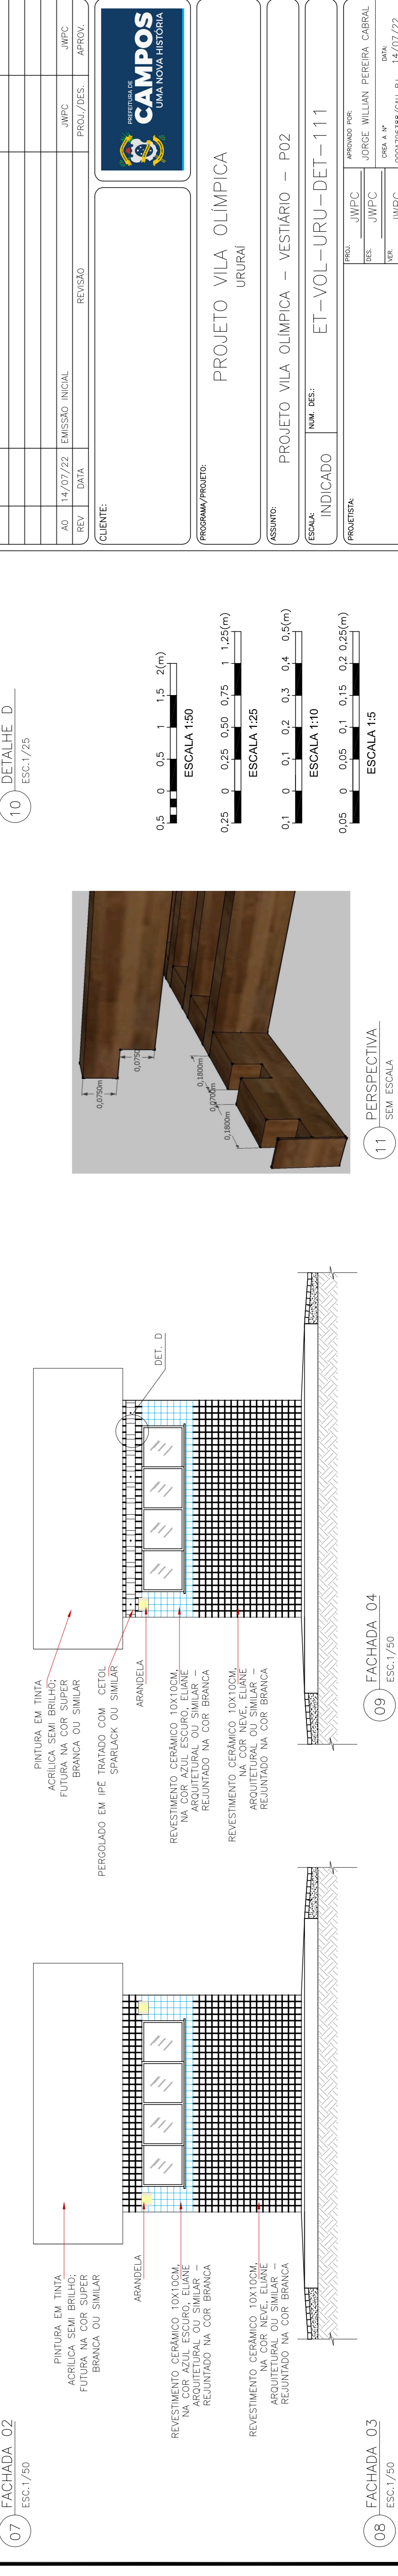 07
FACHADA 02
ESC.1/50
PINTURA EM TINTA
ACRÍLICA SEMI BRILHO;
FUTURA NA COR SUPER
BRANCA OU SIMILAR
ARANDELA
REVESTIMENTO CERÂMICO 10X10CM,
NA COR AZUL ESCURO, ELIANE
ARQUITETURAL OU SIMILAR –
REJUNTADO NA COR BRANCA
REVESTIMENTO CERÂMICO 10X10CM,
NA COR NEVE, ELIANE
ARQUITETURAL OU SIMILAR –
REJUNTADO NA COR BRANCA
08
FACHADA 03
ESC.1/50
PINTURA EM TINTA
ACRÍLICA SEMI BRILHO;
FUTURA NA COR SUPER
BRANCA OU SIMILAR
PERGOLADO EM IPÊ TRATADO COM CETOL
SPARLACK OU SIMILAR
DET. D
ARANDELA
REVESTIMENTO CERÂMICO 10X10CM,
NA COR AZUL ESCURO, ELIANE
ARQUITETURAL OU SIMILAR –
REJUNTADO NA COR BRANCA
REVESTIMENTO CERÂMICO 10X10CM,
NA COR NEVE, ELIANE
ARQUITETURAL OU SIMILAR –
REJUNTADO NA COR BRANCA
09
FACHADA 04
ESC.1/50
0,0750m
0,0750
0,1800m
0,0700m
0,1800m
11
PERSPECTIVA
SEM ESCALA
10
DETALHE D
ESC.1/25
0,5 0 0,5 1 1,5 2(m)
ESCALA 1:50
0,25 0 0,25 0,50 0,75 1 1,25(m)
ESCALA 1:25
0,1 0 0,1 0,2 0,3 0,4 0,5(m)
ESCALA 1:10
0,05 0 0,05 0,1 0,15 0,2 0,25(m)
ESCALA 1:5
A0 14/07/22 EMISSÃO INICIAL JWPC JWPC
REV DATA REVISÃO PROJ./DES. APROV.
CLIENTE:
PREFEITURA DE
CAMPOS
UMA NOVA HISTÓRIA
PROGRAMA/PROJETO:
PROJETO VILA OLÍMPICA
URURAÍ
ASSUNTO:
PROJETO VILA OLÍMPICA – VESTIÁRIO – P02
ESCALA:
INDICADO
NUM. DES.:
ET–VOL–URU–DET–111
PROJETISTA:
PROJ. JWPC
DES. JWPC
VER. JWPC
APROVADO POR:
JORGE WILLIAN PEREIRA CABRAL
CREA A Nº
DATA:
14/07/22